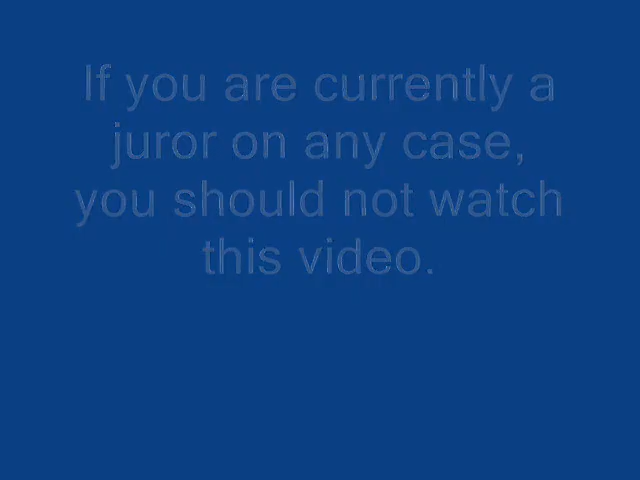 If you are currently a
juror on any case,
you should not watch
this video.